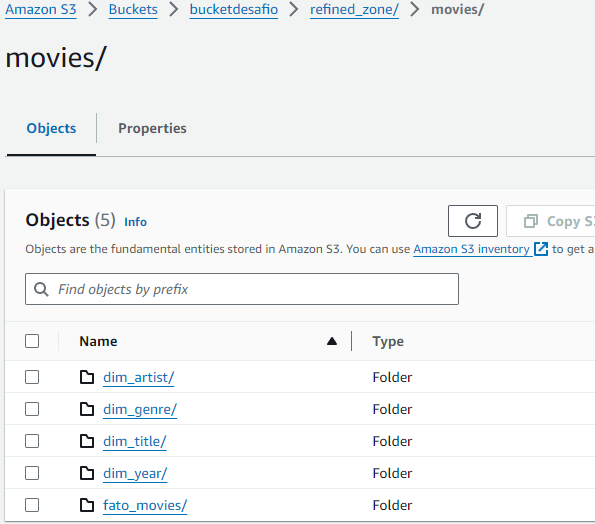 Amazon S3 > Buckets > bucketdesafio > refined_zone/ > movies/
movies/
Objects Properties
Objects (5) Info
Copy S3
Objects are the fundamental entities stored in Amazon S3. You can use Amazon S3 inventory to get a
Find objects by prefix
Name Type
dim_artist/ Folder
dim_genre/ Folder
dim_title/ Folder
dim_year/ Folder
fato_movies/ Folder